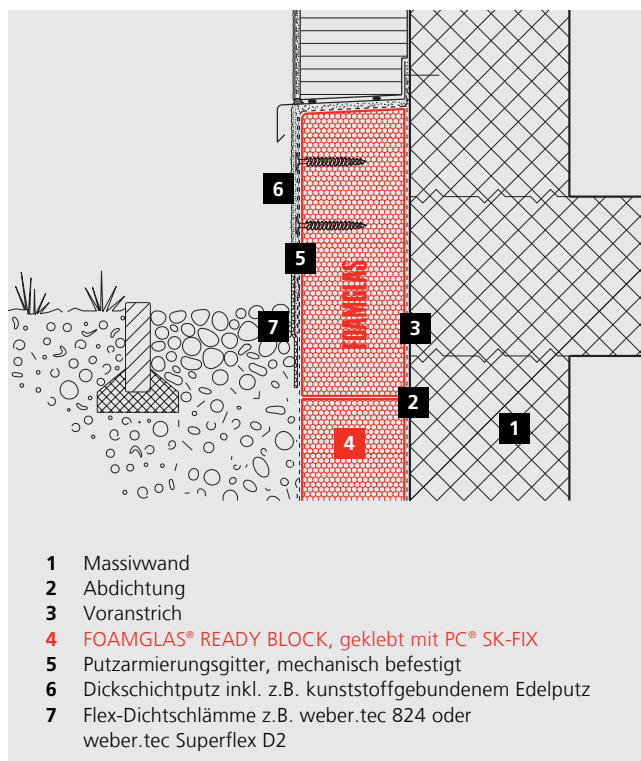 6
5
FOAMGLAS
7
3
2
4
1
1 Massivwand
2 Abdichtung
3 Voranstrich
4 FOAMGLAS® READY BLOCK, geklebt mit PC® SK-FIX
5 Putzarmierungsgitter, mechanisch befestigt
6 Dickschichtputz inkl. z.B. kunststoffgebundenem Edelputz
7 Flex-Dichtschlämme z.B. weber.tec 824 oder
weber.tec Superflex D2